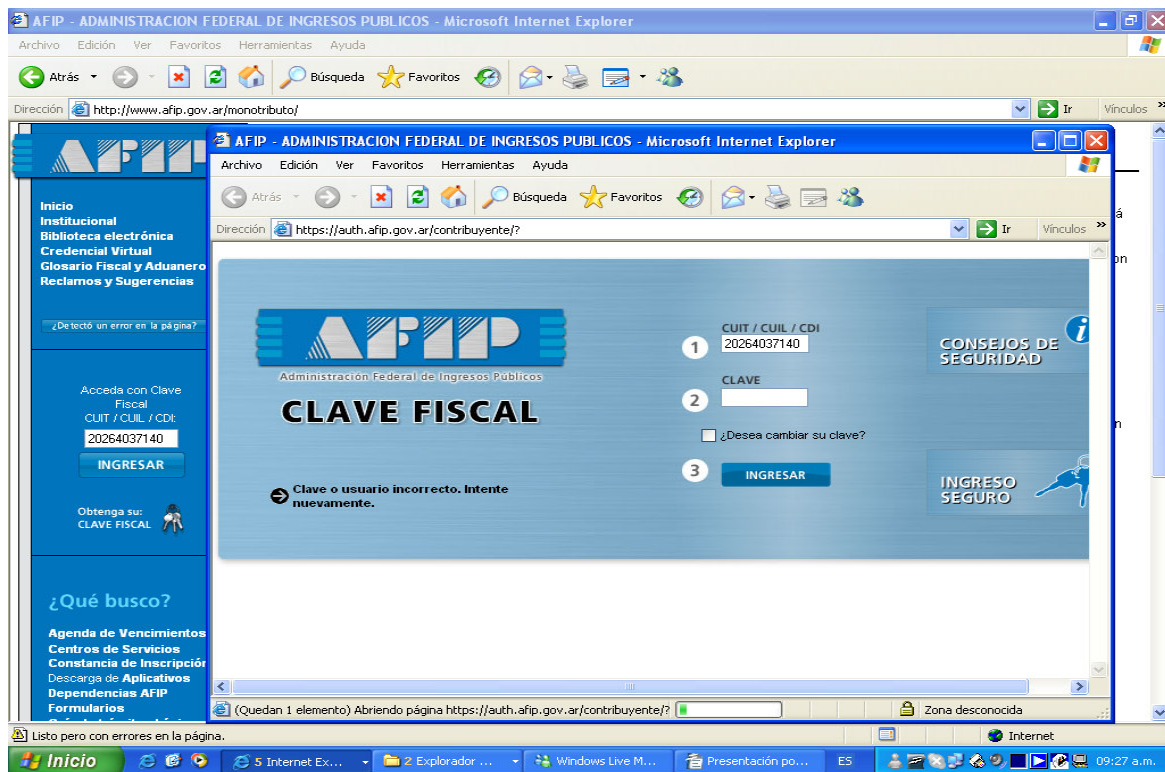 AFIP - ADMINISTRACION FEDERAL DE INGRESOS PUBLICOS - Microsoft Internet Explorer
Archivo Edición Ver Favoritos Herramientas Ayuda
Atrás Búsqueda Favoritos
Dirección http://www.afip.gov.ar/monotributo/ Ir Vínculos »
AFIP
Inicio
Institucional
Biblioteca electrónica
Credencial Virtual
Glosario Fiscal y Aduanero
Reclamos y Sugerencias
¿Detectó un error en la página?
Acceda con Clave
Fiscal
CUIT / CUIL / CDI:
20264037140
INGRESAR
Obtenga su:
CLAVE FISCAL
¿Qué busco?
Agenda de Vencimientos
Centros de Servicios
Constancia de Inscripción
Descarga de Aplicativos
Dependencias AFIP
Formularios
AFIP - ADMINISTRACION FEDERAL DE INGRESOS PUBLICOS - Microsoft Internet Explorer
Archivo Edición Ver Favoritos Herramientas Ayuda
Atrás Búsqueda Favoritos
Dirección https://auth.afip.gov.ar/contribuyente/? Ir Vínculos »
AFIP
Administración Federal de Ingresos Públicos
CLAVE FISCAL
Clave o usuario incorrecto. Intente
nuevamente.
CUIT / CUIL / CDI
1 20264037140
CLAVE
2
¿Desea cambiar su clave?
3 INGRESAR
CONSEJOS DE
SEGURIDAD
INGRESO
SEGURO
(Quedan 1 elemento) Abriendo página https://auth.afip.gov.ar/contribuyente/? Zona desconocida
Listo pero con errores en la página. Internet
Inicio 5 Internet Ex... 2 Explorador ... Windows Live M... Presentación po... ES 09:27 a.m.